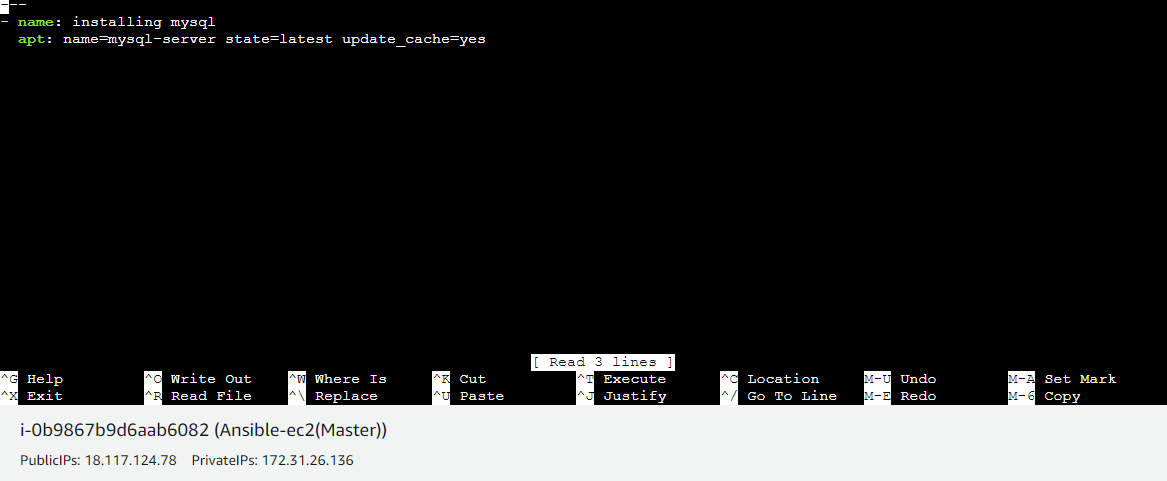 ---
- name: installing mysql
apt: name=mysql-server state=latest update_cache=yes
[ Read 3 lines ]
^G Help ^O Write Out ^W Where Is ^K Cut ^T Execute ^C Location M-U Undo M-A Set Mark
^X Exit ^R Read File ^\ Replace ^U Paste ^J Justify ^/ Go To Line M-E Redo M-6 Copy
i-0b9867b9d6aab6082 (Ansible-ec2(Master))
PublicIPs: 18.117.124.78 PrivateIPs: 172.31.26.136